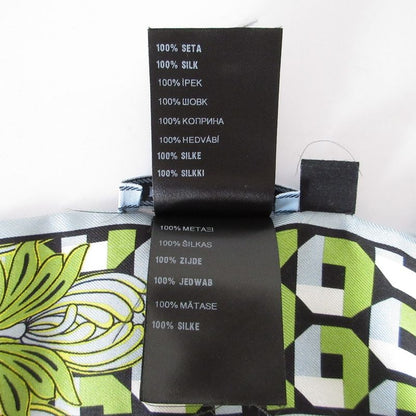 100% SETA
100% SILK
100% İPEK
100% ШОВК
100% КОПРИНА
100% HEDVÁBÍ
100% SILKE
100% SILKKI
100% ΜΕΤΑΞΙ
100% ŠILKAS
100% ZIJDE
100% JEDWAB
100% MĂTASE
100% SILKE